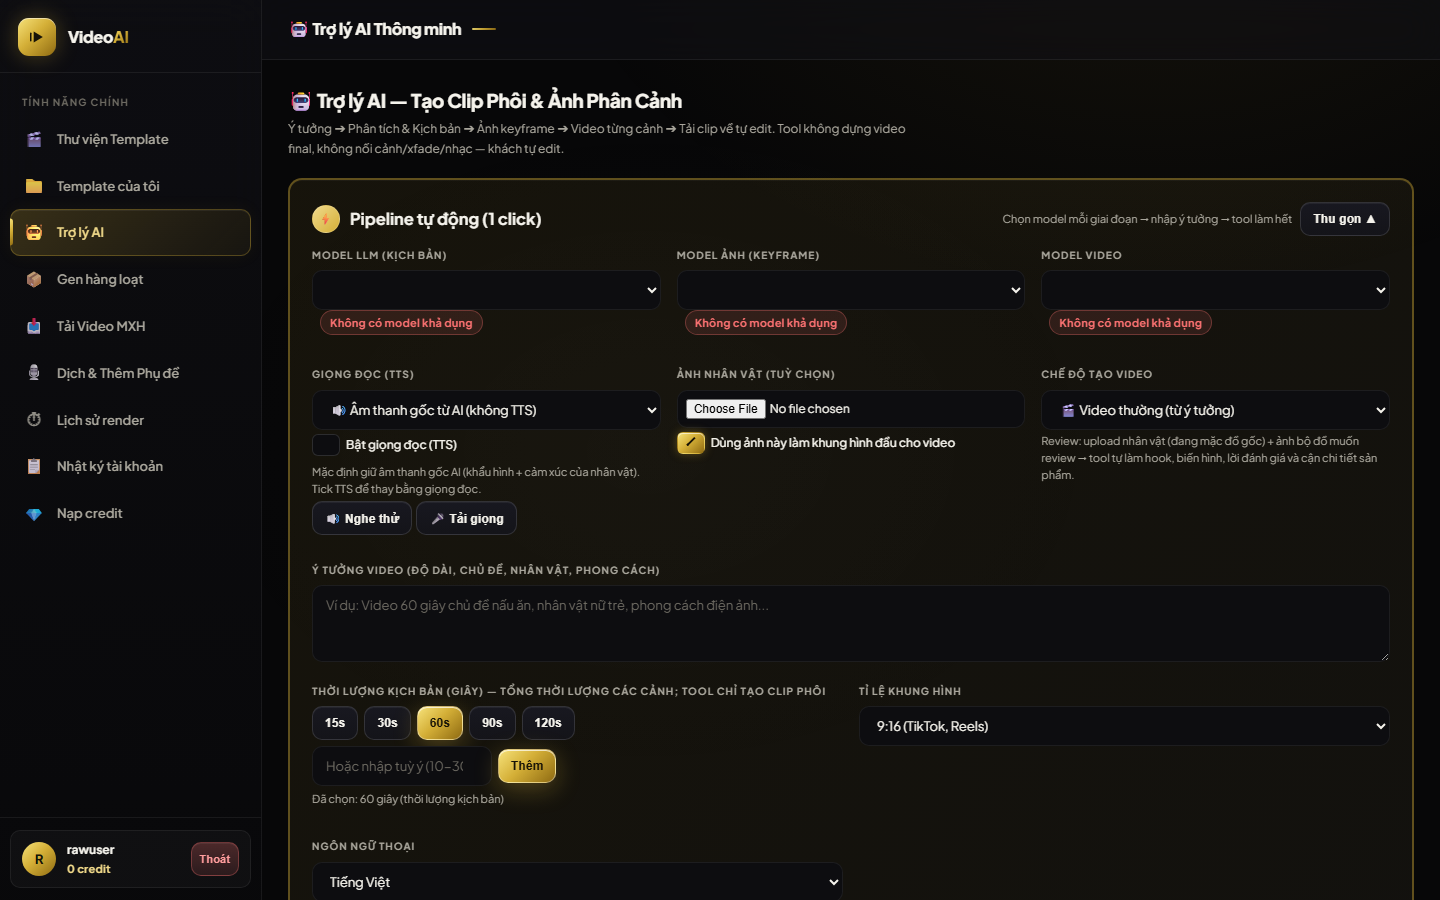 VideoAI
TÍNH NĂNG CHÍNH
Thư viện Template
Template của tôi
Trợ lý AI
Gen hàng loạt
Tải Video MXH
Dịch & Thêm Phụ đề
Lịch sử render
Nhật ký tài khoản
Nạp credit
R
rawuser
0 credit
Thoát
Trợ lý AI Thông minh
Trợ lý AI — Tạo Clip Phôi & Ảnh Phân Cảnh
Ý tưởng ➔ Phân tích & Kịch bản ➔ Ảnh keyframe ➔ Video từng cảnh ➔ Tải clip về tự edit. Tool không dựng video
final, không nối cảnh/xfade/nhạc — khách tự edit.
Pipeline tự động (1 click)
Chọn model mỗi giai đoạn → nhập ý tưởng → tool làm hết
Thu gọn ▲
MODEL LLM (KỊCH BẢN)
MODEL ẢNH (KEYFRAME)
MODEL VIDEO
Không có model khả dụng
Không có model khả dụng
Không có model khả dụng
GIỌNG ĐỌC (TTS)
ẢNH NHÂN VẬT (TUỲ CHỌN)
CHẾ ĐỘ TẠO VIDEO
Âm thanh gốc từ AI (không TTS)
Choose File No file chosen
Video thường (từ ý tưởng)
Bật giọng đọc (TTS)
Dùng ảnh này làm khung hình đầu cho video
Review: upload nhân vật (đang mặc đồ gốc) + ảnh bộ đồ muốn
review → tool tự làm hook, biến hình, lời đánh giá và cận chi tiết sản
phẩm.
Mặc định giữ âm thanh gốc AI (khẩu hình + cảm xúc của nhân vật).
Tick TTS để thay bằng giọng đọc.
Nghe thử
Tải giọng
Ý TƯỞNG VIDEO (ĐỘ DÀI, CHỦ ĐỀ, NHÂN VẬT, PHONG CÁCH)
Ví dụ: Video 60 giây chủ đề nấu ăn, nhân vật nữ trẻ, phong cách điện ảnh...
THỜI LƯỢNG KỊCH BẢN (GIÂY) — TỔNG THỜI LƯỢNG CÁC CẢNH; TOOL CHỈ TẠO CLIP PHÔI
TỈ LỆ KHUNG HÌNH
15s
30s
60s
90s
120s
9:16 (TikTok, Reels)
Hoặc nhập tuỳ ý (10–30
Thêm
Đã chọn: 60 giây (thời lượng kịch bản)
NGÔN NGỮ THOẠI
Tiếng Việt